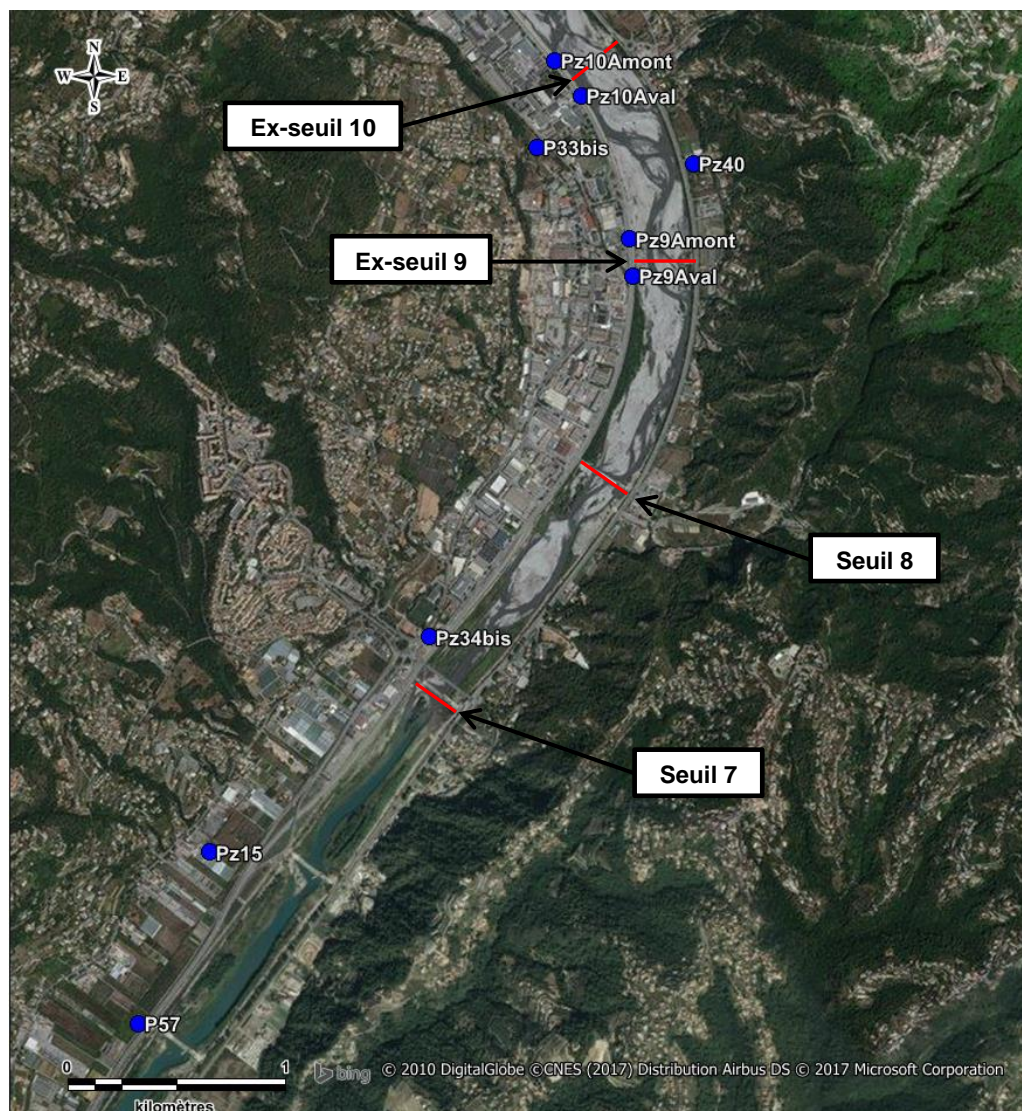 N
W E
S
Pz10Amont
Pz10Aval
Ex-seuil 10
P33bis
Pz40
Pz9Amont
Ex-seuil 9
Pz9Aval
Seuil 8
Pz34bis
Seuil 7
Pz15
P57
0 1
kilomètres
bing © 2010 DigitalGlobe ©CNES (2017) Distribution Airbus DS © 2017 Microsoft Corporation